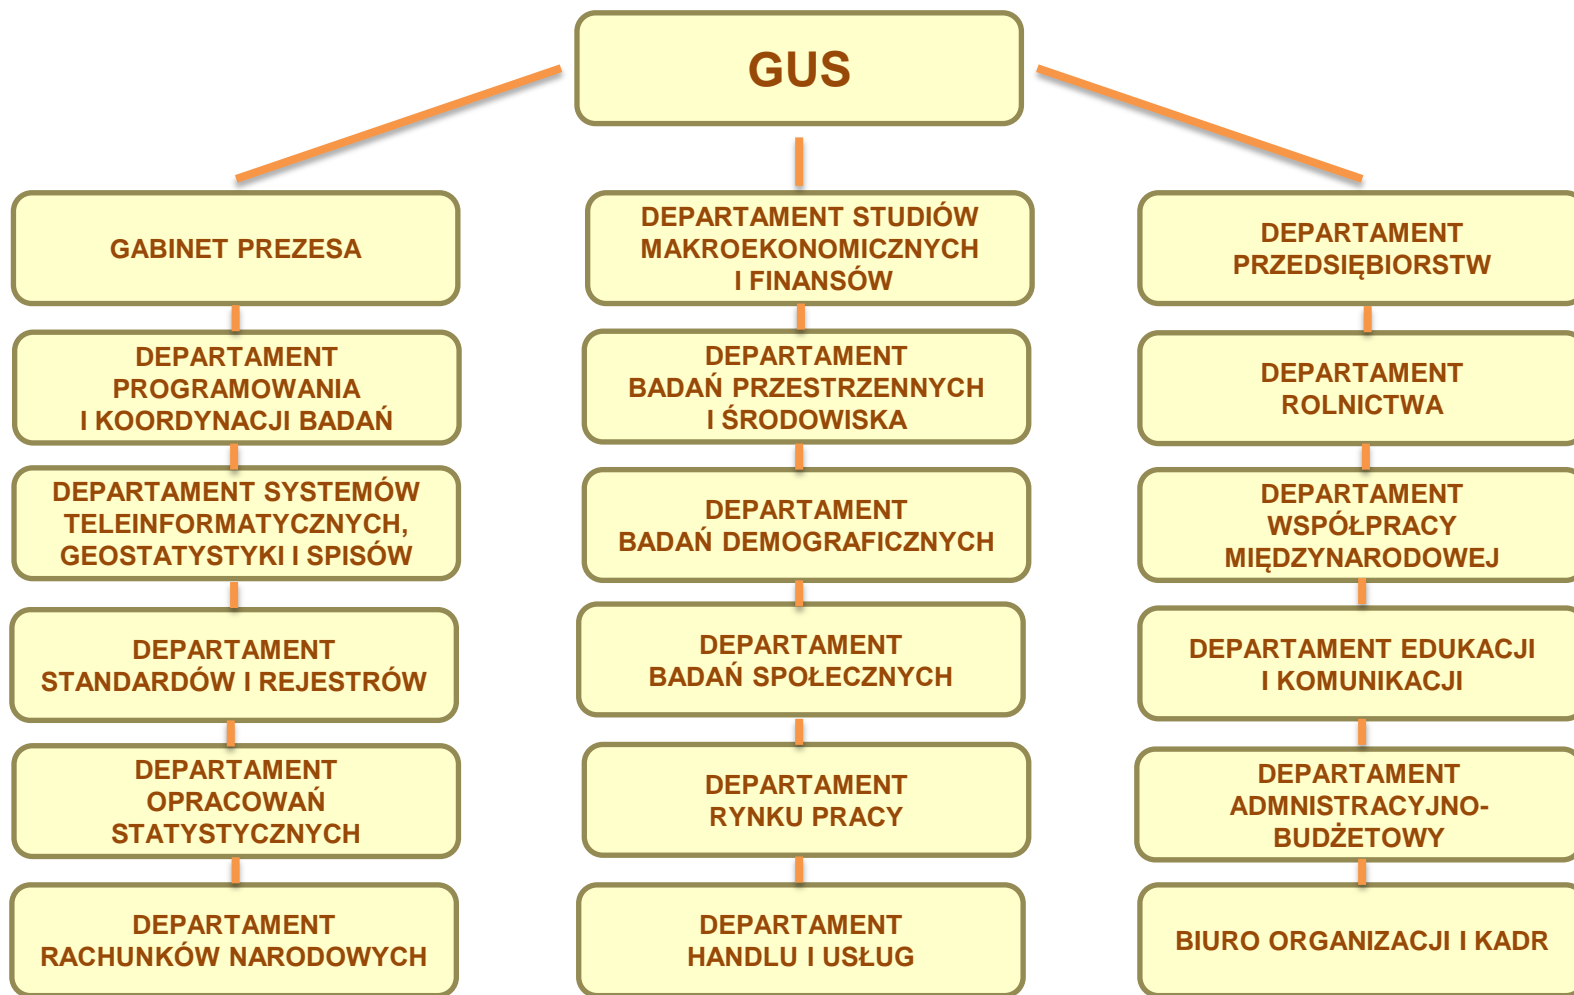 GUS
GABINET PREZESA
DEPARTAMENT
PROGRAMOWANIA
I KOORDYNACJI BADAŃ
DEPARTAMENT SYSTEMÓW
TELEINFORMATYCZNYCH,
GEOSTATYSTYKI I SPISÓW
DEPARTAMENT
STANDARDÓW I REJESTRÓW
DEPARTAMENT
OPRACOWAŃ
STATYSTYCZNYCH
DEPARTAMENT
RACHUNKÓW NARODOWYCH
DEPARTAMENT STUDIÓW
MAKROEKONOMICZNYCH
I FINANSÓW
DEPARTAMENT
BADAŃ PRZESTRZENNYCH
I ŚRODOWISKA
DEPARTAMENT
BADAŃ DEMOGRAFICZNYCH
DEPARTAMENT
BADAŃ SPOŁECZNYCH
DEPARTAMENT
RYNKU PRACY
DEPARTAMENT
HANDLU I USŁUG
DEPARTAMENT
PRZEDSIĘBIORSTW
DEPARTAMENT
ROLNICTWA
DEPARTAMENT
WSPÓŁPRACY
MIĘDZYNARODOWEJ
DEPARTAMENT EDUKACJI
I KOMUNIKACJI
DEPARTAMENT
ADMNISTRACYJNO-
BUDŻETOWY
BIURO ORGANIZACJI I KADR